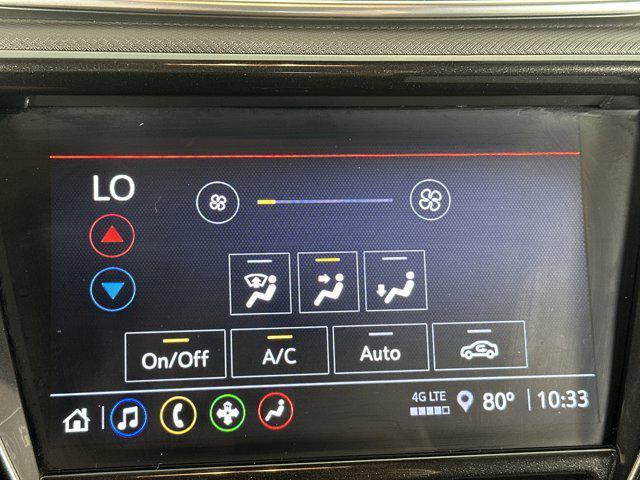 LO
On/Off
A/C
Auto
4G LTE
80°
10:33